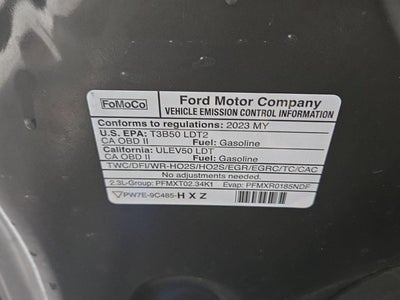 FoMoCo
Ford Motor Company
VEHICLE EMISSION CONTROL INFORMATION
Conforms to regulations: 2023 MY
U.S. EPA: T3B50 LDT2
CA OBD II Fuel: Gasoline
California: ULEV50 LDT
CA OBD II Fuel: Gasoline
TWC/DFI/WR-HO2S/HO2S/EGR/EGRC/TC/CAC
No adjustments needed.
2.3L-Group: PFMXT02.34K1 Evap: PFMXR0185NDF
PW7E-9C485-HXZ